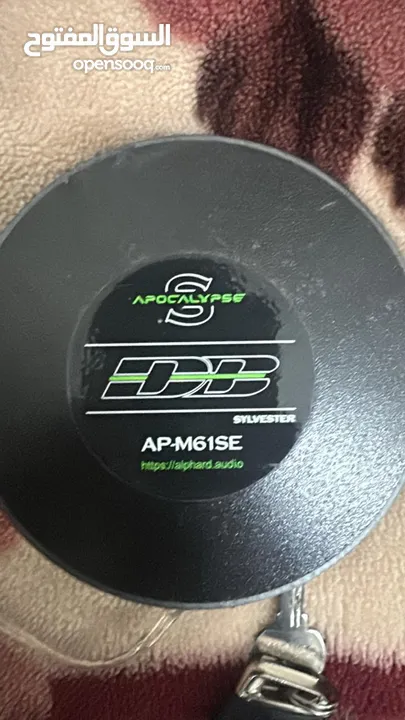 السوق المفتوح
opensooq.com
S
APOCALYPSE
DB
SYLVESTER
AP-M61SE
https://alphard.audio